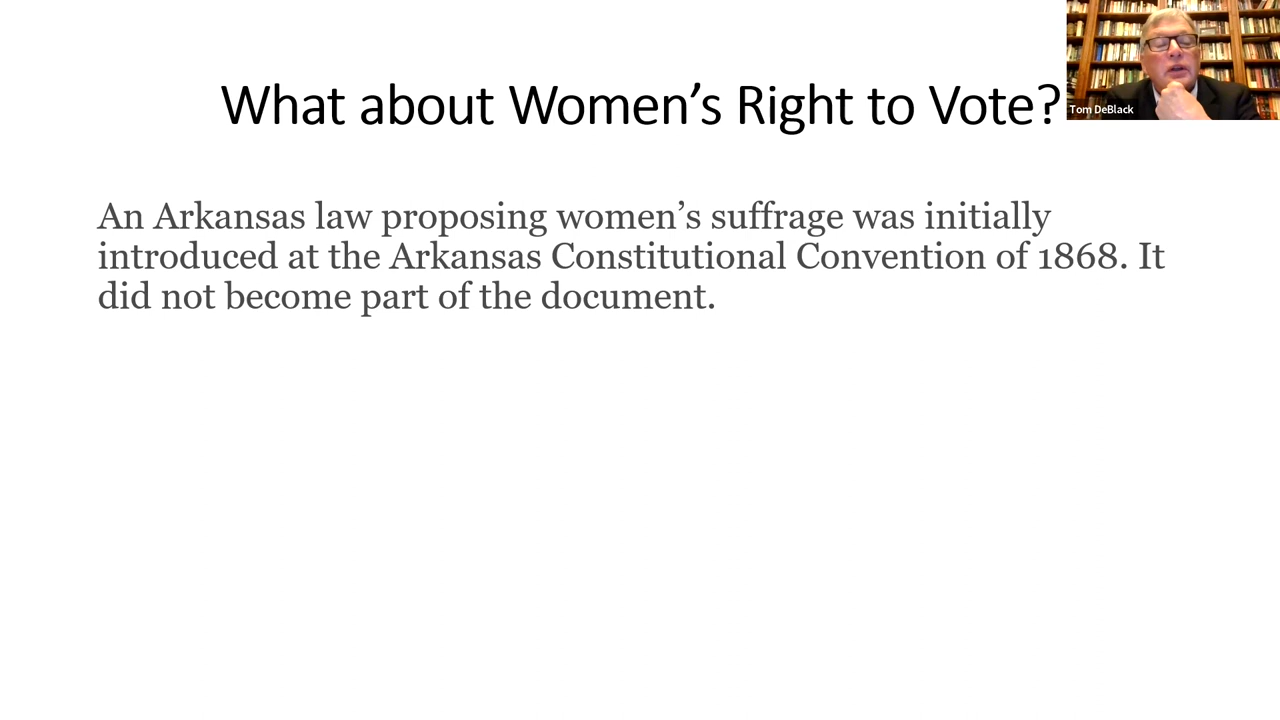 What about Women’s Right to Vote?
Tom DeBlack
An Arkansas law proposing women’s suffrage was initially
introduced at the Arkansas Constitutional Convention of 1868. It
did not become part of the document.